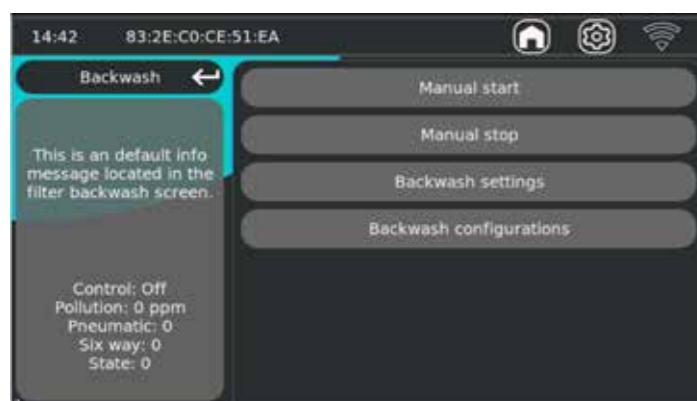 14:42 83:2E:C0:CE:51:EA
Backwash
This is an default info
message located in the
filter backwash screen.
Control: Off
Pollution: 0 ppm
Pneumatic: 0
Six way: 0
State: 0
Manual start
Manual stop
Backwash settings
Backwash configurations